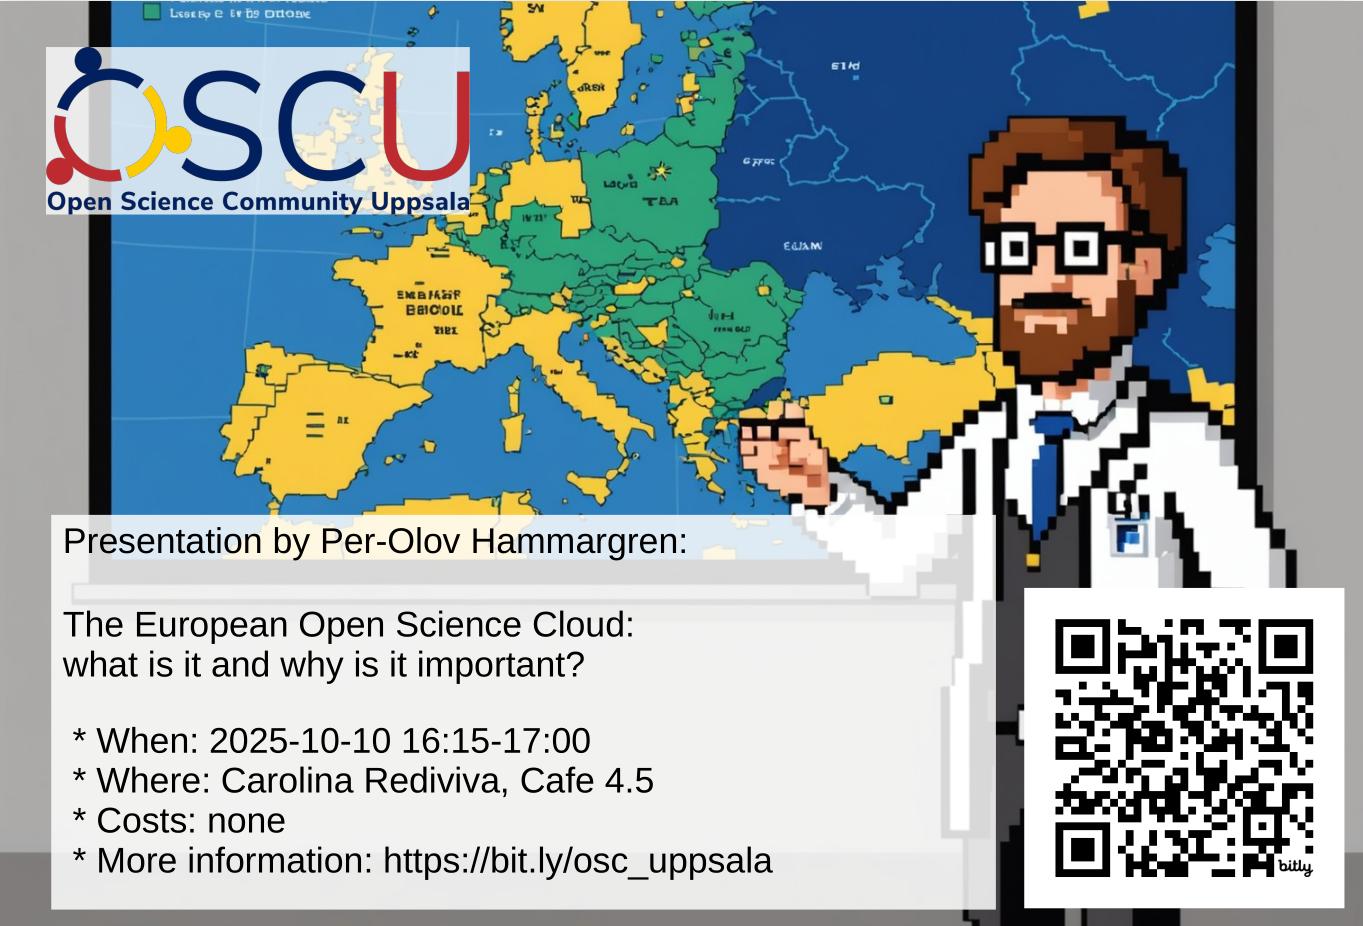 OSCU
Open Science Community Uppsala
Presentation by Per-Olov Hammargren:
The European Open Science Cloud:
what is it and why is it important?
* When: 2025-10-10 16:15-17:00
* Where: Carolina Rediviva, Cafe 4.5
* Costs: none
* More information: https://bit.ly/osc_uppsala
bitly